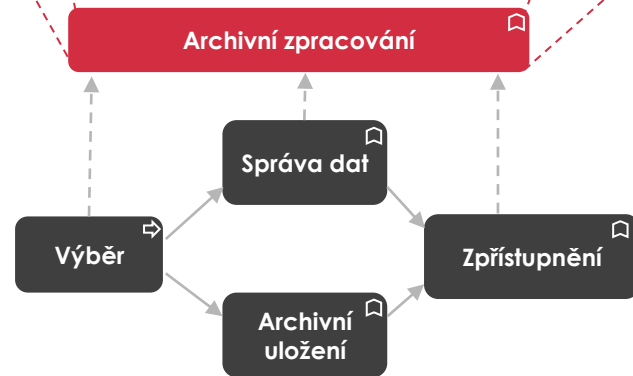 Archivní zpracování
Správa dat
Výběr
Zpřístupnění
Archivní
uložení